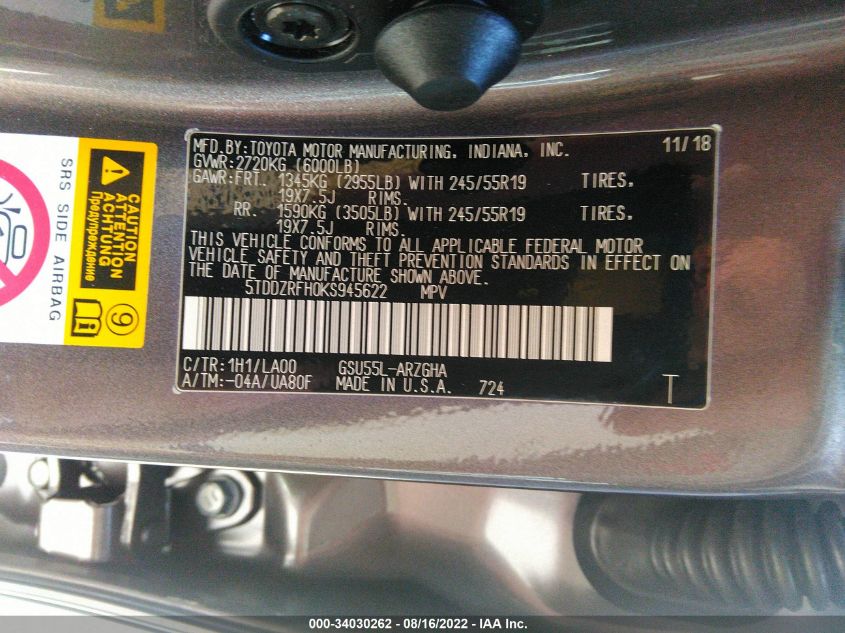 MFD.BY:TOYOTA MOTOR MANUFACTURING, INDIANA, INC. 11/18
GVWR:2720KG (6000LB)
GAWR:FRT. 1345KG (2955LB) WITH 245/55R19 TIRES,
19X7.5J RIMS.
RR. 1590KG (3505LB) WITH 245/55R19 TIRES,
19X7.5J RIMS.
THIS VEHICLE CONFORMS TO ALL APPLICABLE FEDERAL MOTOR
VEHICLE SAFETY AND THEFT PREVENTION STANDARDS IN EFFECT ON
THE DATE OF MANUFACTURE SHOWN ABOVE.
5TDDZRFH0KS945622 MPV
C/TR:1H1/LA00 GSU55L-ARZGHA
A/TM:-04A/UA80F MADE IN U.S.A. 724
T
SRS SIDE AIRBAG
CAUTION
ATTENTION
ACHTUNG
Предупреждение
9
000-34030262 - 08/16/2022 - IAA Inc.